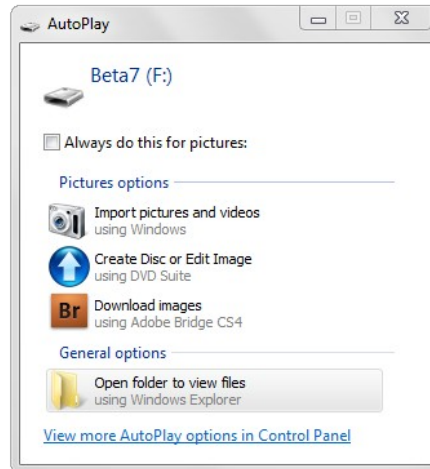 AutoPlay
Beta7 (F:)
Always do this for pictures:
Pictures options
Import pictures and videos
using Windows
Create Disc or Edit Image
using DVD Suite
Br
Download images
using Adobe Bridge CS4
General options
Open folder to view files
using Windows Explorer
View more AutoPlay options in Control Panel